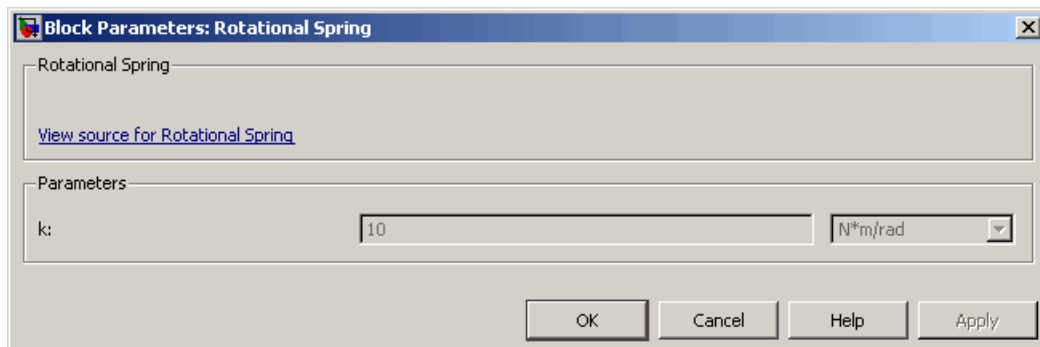 Block Parameters: Rotational Spring
Rotational Spring
View source for Rotational Spring
Parameters
k: 10 N*m/rad
OK Cancel Help Apply